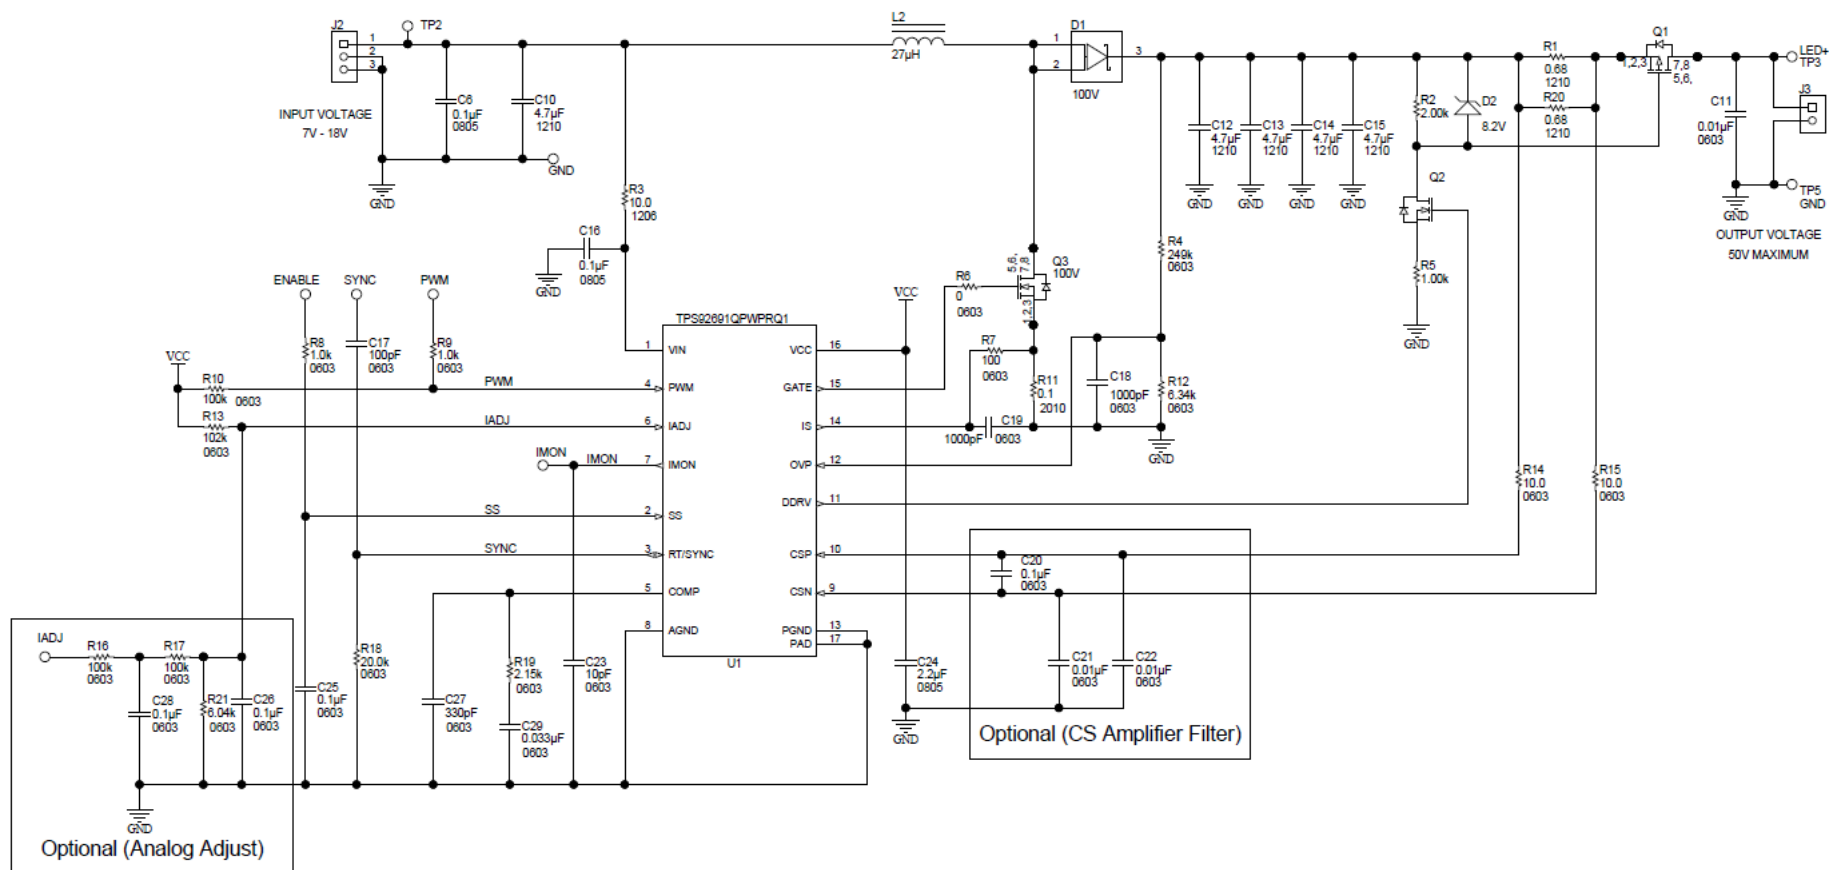 J2
1
2
3
TP2
INPUT VOLTAGE
7V - 18V
C6
0.1µF
0805
C10
4.7µF
1210
GND
GND
R3
10.0
1206
C16
0.1µF
0805
GND
L2
27µH
D1
1
2
3
100V
C12
4.7µF
1210
GND
C13
4.7µF
1210
GND
C14
4.7µF
1210
GND
C15
4.7µF
1210
GND
R2
2.00k
D2
8.2V
R1
0.68
1210
R20
0.68
1210
Q1
1,2,3
7,8
5,6,
LED+
TP3
J3
C11
0.01µF
0603
GND
TP5
GND
OUTPUT VOLTAGE
50V MAXIMUM
Q2
R5
1.00k
GND
R4
249k
0603
5,6,
7,8
Q3
100V
1,2,3
R6
0
0603
VCC
R7
100
0603
R11
0.1
2010
C18
1000pF
0603
R12
6.34k
0603
C19
1000pF
0603
GND
ENABLE
SYNC
PWM
R8
1.0k
0603
C17
100pF
0603
R9
1.0k
0603
VCC
R10
100k
0603
PWM
R13
102k
0603
IADJ
IMON
IMON
SS
SYNC
TPS92691QPWPRQ1
1
VIN
4
PWM
6
IADJ
7
IMON
2
SS
3
RT/SYNC
5
COMP
8
AGND
VCC
16
GATE
15
IS
14
OVP
12
DDRV
11
CSP
10
CSN
9
PGND
13
PAD
17
U1
R14
10.0
0603
R15
10.0
0603
C20
0.1µF
0603
C21
0.01µF
0603
C22
0.01µF
0603
Optional (CS Amplifier Filter)
C24
2.2µF
0805
GND
IADJ
R16
100k
0603
R17
100k
0603
C28
0.1µF
0603
R21
6.04k
0603
C26
0.1µF
0603
C25
0.1µF
0603
R18
20.0k
0603
C27
330pF
0603
R19
2.15k
0603
C29
0.033µF
0603
C23
10pF
0603
GND
Optional (Analog Adjust)